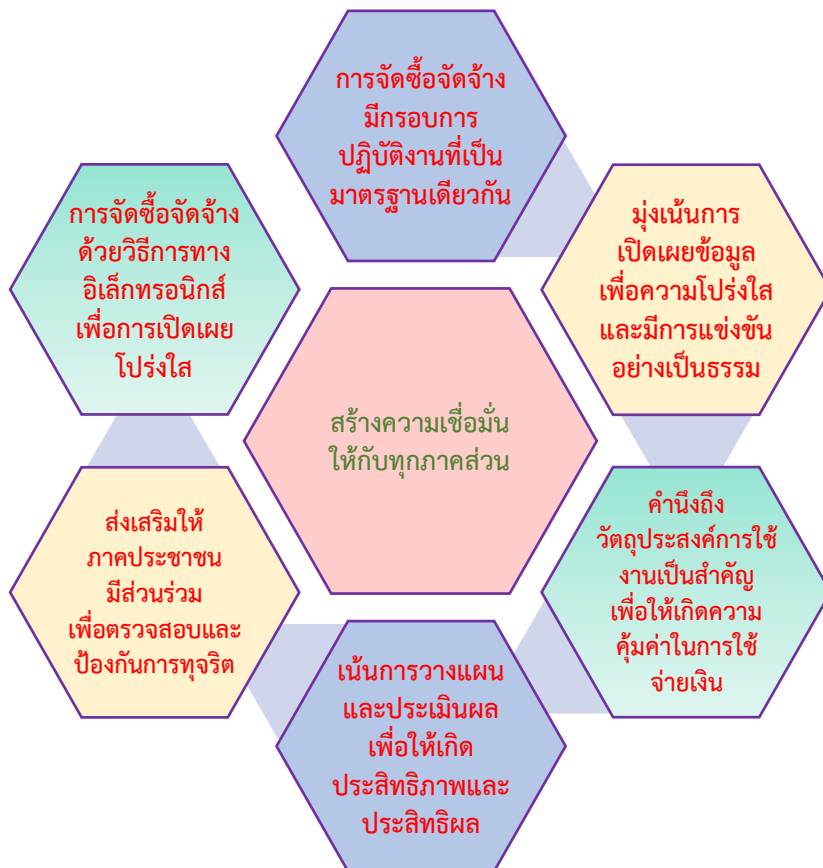 การจัดซื้อจัดจ้าง
มีกรอบการ
ปฏิบัติงานที่เป็น
มาตรฐานเดียวกัน
มุ่งเน้นการ
เปิดเผยข้อมูล
เพื่อความโปร่งใส
และมีการแข่งขัน
อย่างเป็นธรรม
คำนึงถึง
วัตถุประสงค์การใช้
งานเป็นสำคัญ
เพื่อให้เกิดความ
คุ้มค่าในการใช้
จ่ายเงิน
เน้นการวางแผน
และประเมินผล
เพื่อให้เกิด
ประสิทธิภาพและ
ประสิทธิผล
ส่งเสริมให้
ภาคประชาชน
มีส่วนร่วม
เพื่อตรวจสอบและ
ป้องกันการทุจริต
การจัดซื้อจัดจ้าง
ด้วยวิธีการทาง
อิเล็กทรอนิกส์
เพื่อการเปิดเผย
โปร่งใส
สร้างความเชื่อมั่น
ให้กับทุกภาคส่วน